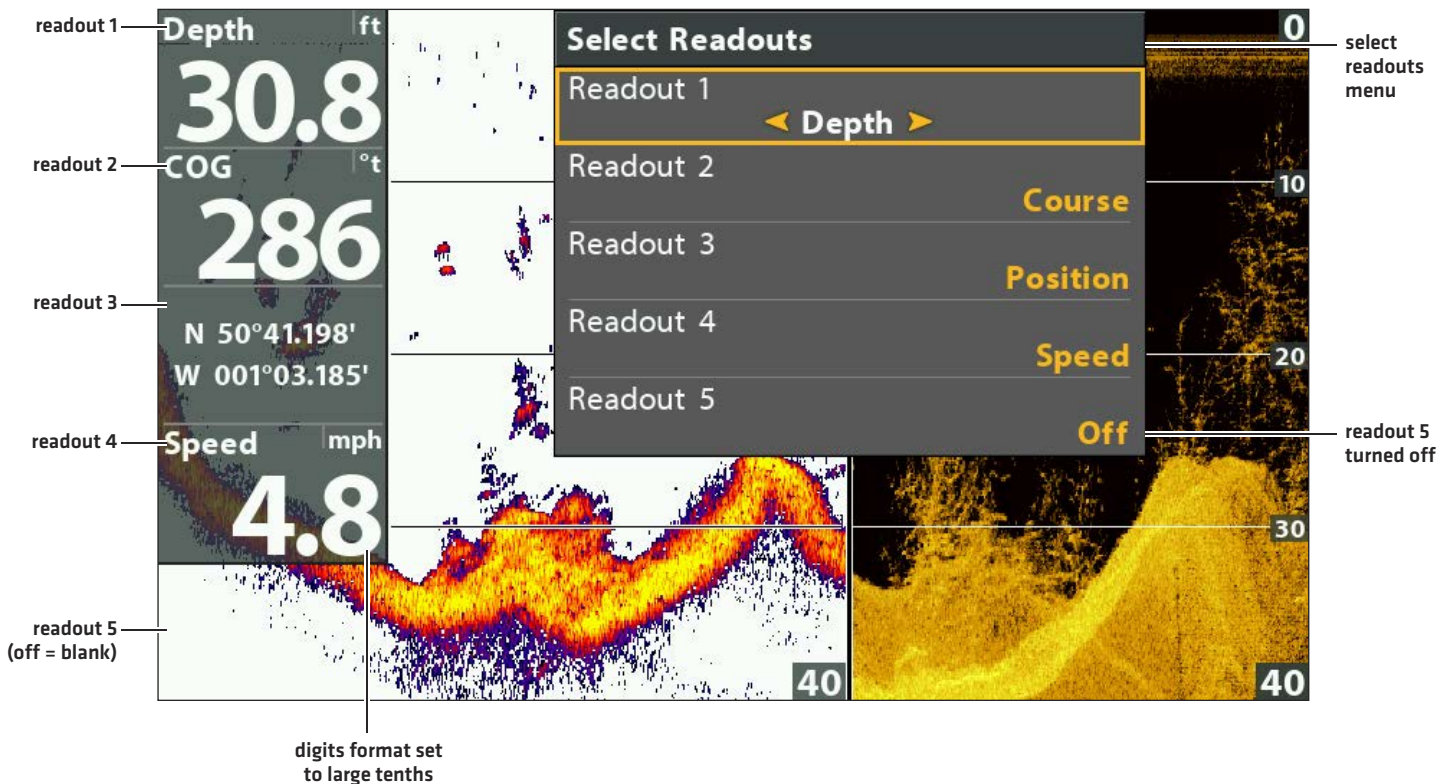 readout 1
Depth ft
30.8
readout 2
COG °t
286
readout 3
N 50°41.198'
W 001°03.185'
readout 4
Speed mph
4.8
readout 5
(off = blank)
digits format set
to large tenths
40
Select Readouts
Readout 1
Depth
Readout 2
Course
Readout 3
Position
Readout 4
Speed
Readout 5
Off
0
10
20
30
40
select
readouts
menu
readout 5
turned off